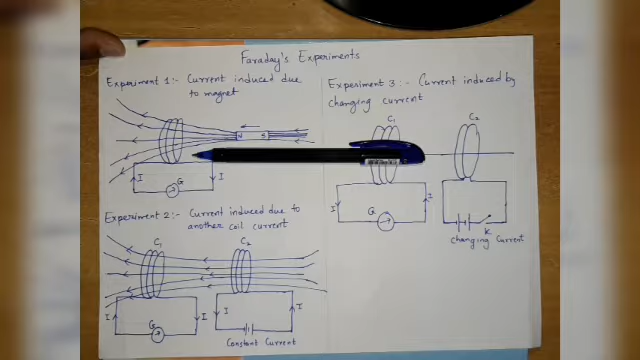 Faraday's Experiments
Experiment 1:- Current induced due
to magnet
N S
I G I
Experiment 2:- Current induced due to
another coil current
C₁ C₂
I G I I I
Constant Current
Experiment 3:- Current induced by
changing current
C₁ C₂
I G I
K
Changing Current